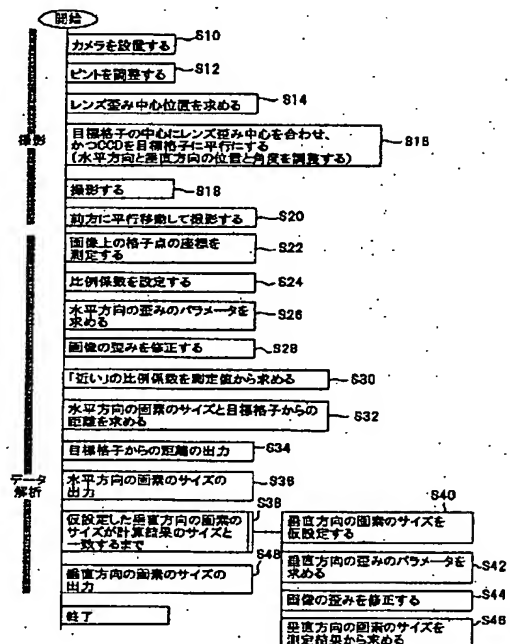 開始
カメラを設置する
S10
ピントを調整する
S12
レンズ歪み中心位置を求める
S14
撮影
目標格子の中心にレンズ歪み中心を合わせ、
かつCCDを目標格子に平行にする
(水平方向と垂直方向の位置と角度を調整する)
S16
撮影する
S18
前方に平行移動して撮影する
S20
画像上の格子点の座標を
測定する
S22
比例係数を設定する
S24
水平方向の歪みのパラメータを
求める
S26
画像の歪みを修正する
S28
「近い」の比例係数を測定値から求める
S30
水平方向の画素のサイズと目標格子からの
距離を求める
S32
目標格子からの距離の出力
S34
データ
解析
水平方向の画素のサイズの
出力
S36
仮設定した垂直方向の画素の
サイズが計算結果のサイズと
一致するまで
S38
垂直方向の画素のサイズを
仮設定する
S40
垂直方向の歪みのパラメータを
求める
S42
画像の歪みを修正する
S44
垂直方向の画素のサイズを
測定結果から求める
S46
垂直方向の画素のサイズの
出力
S48
終了